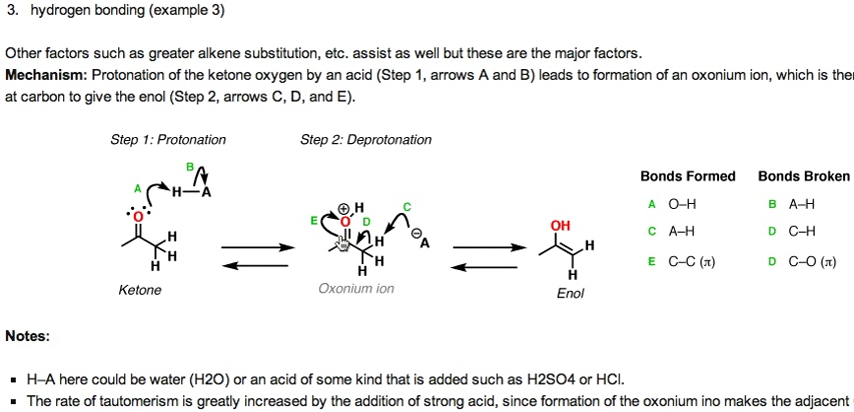 3. hydrogen bonding (example 3)
Other factors such as greater alkene substitution, etc. assist as well but these are the major factors.
Mechanism: Protonation of the ketone oxygen by an acid (Step 1, arrows A and B) leads to formation of an oxonium ion, which is the
at carbon to give the enol (Step 2, arrows C, D, and E).
Step 1: Protonation
Step 2: Deprotonation
Bonds Formed
Bonds Broken
A
B
H—A
O
H
H
H
Ketone
⊕
H
C
E
O
D
H
⊖
A
H
H
Oxonium ion
OH
H
H
Enol
A O–H
B A–H
C A–H
D C–H
E C–C (π)
D C–O (π)
Notes:
▪ H–A here could be water (H2O) or an acid of some kind that is added such as H2SO4 or HCl.
▪ The rate of tautomerism is greatly increased by the addition of strong acid, since formation of the oxonium ino makes the adjacent